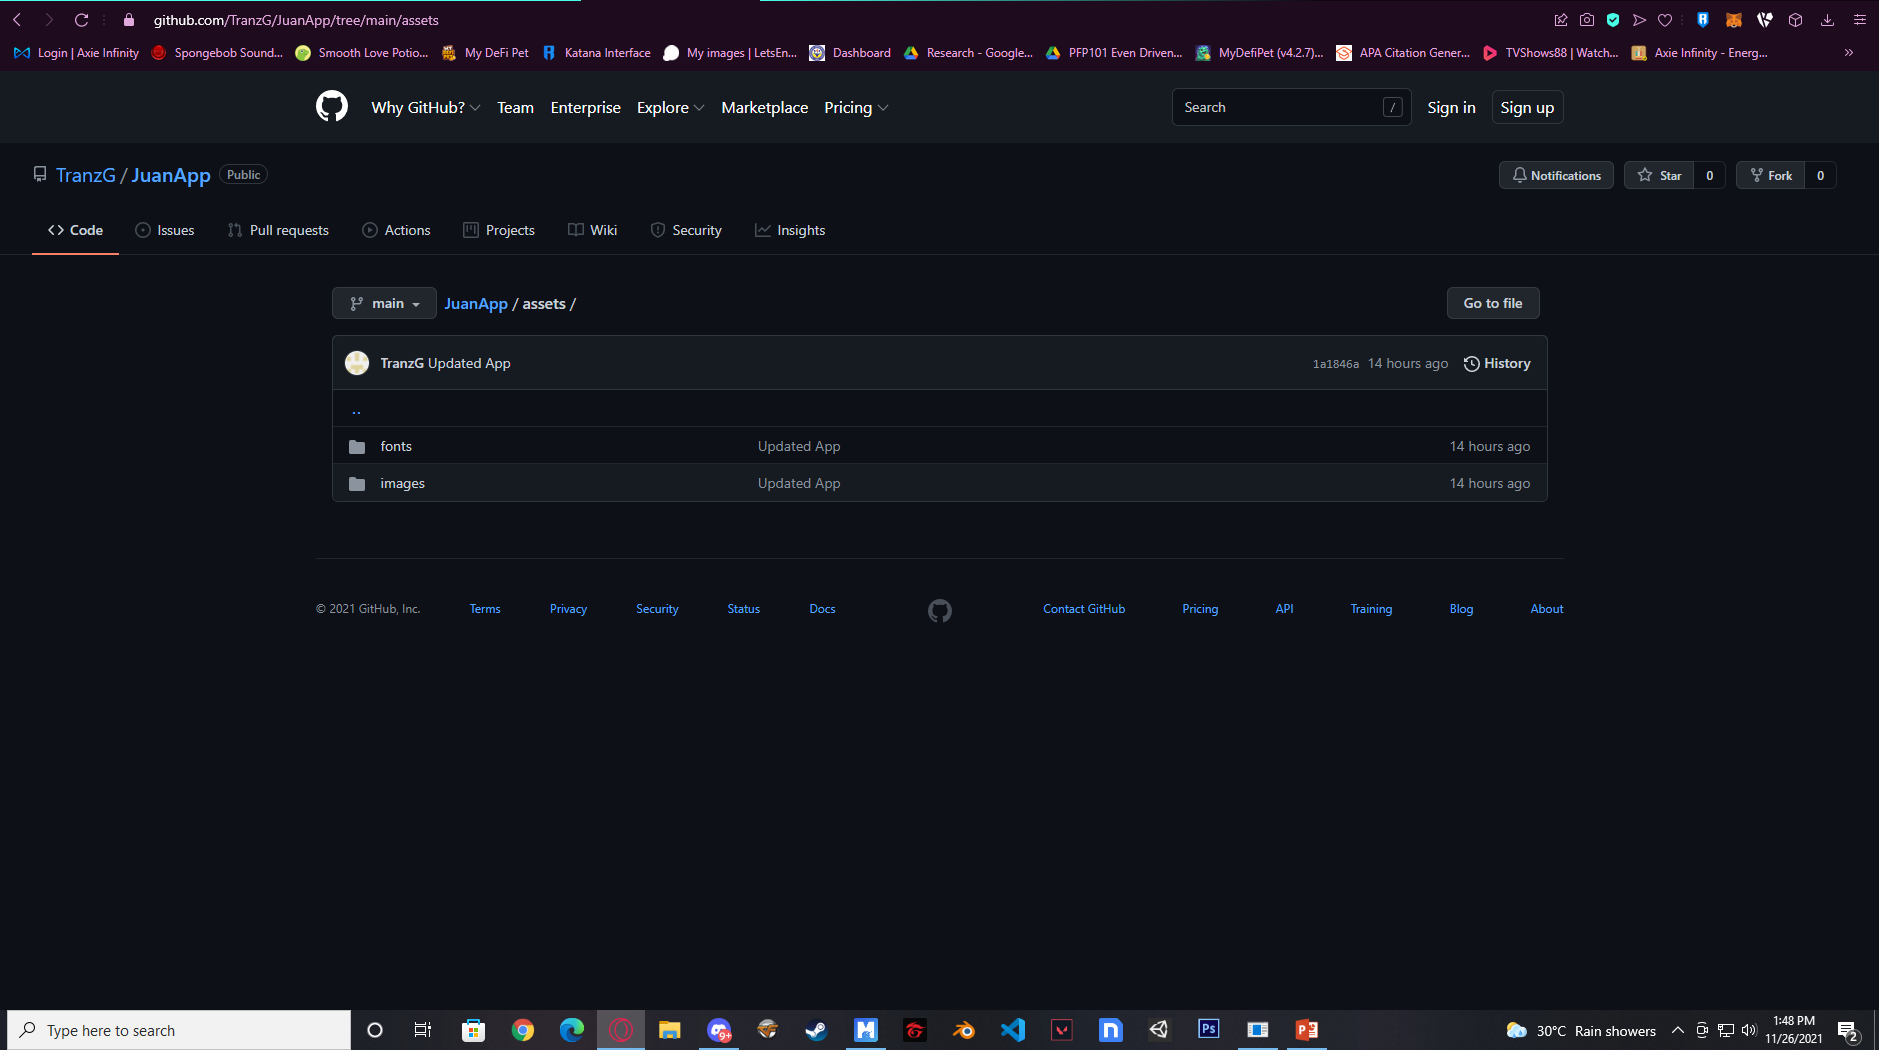 github.com/TranzG/JuanApp/tree/main/assets
Login | Axie Infinity Spongebob Sound... Smooth Love Potio... My DeFi Pet Katana Interface My images | LetsEn... Dashboard Research - Google... PFP101 Even Driven... MyDefiPet (v4.2.7)... APA Citation Gener... TVShows88 | Watch... Axie Infinity - Energ... »
Why GitHub? Team Enterprise Explore Marketplace Pricing Search / Sign in Sign up
TranzG / JuanApp Public Notifications Star 0 Fork 0
Code Issues Pull requests Actions Projects Wiki Security Insights
main JuanApp / assets / Go to file
TranzG Updated App 1a1846a 14 hours ago History
..
fonts Updated App 14 hours ago
images Updated App 14 hours ago
© 2021 GitHub, Inc. Terms Privacy Security Status Docs Contact GitHub Pricing API Training Blog About
Type here to search 9+ Ps P 30°C Rain showers 1:48 PM
11/26/2021 2